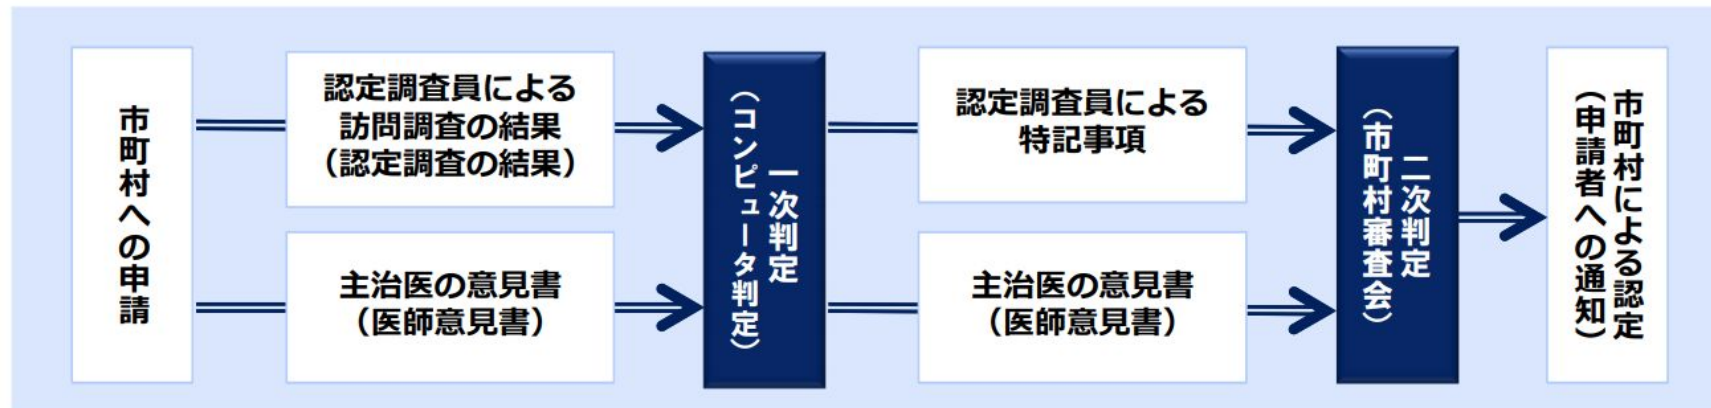 市町村への申請
認定調査員による
訪問調査の結果
（認定調査の結果）
主治医の意見書
（医師意見書）
一次判定
（コンピュータ判定）
認定調査員による
特記事項
主治医の意見書
（医師意見書）
二次判定
（市町村審査会）
市町村による認定
（申請者への通知）